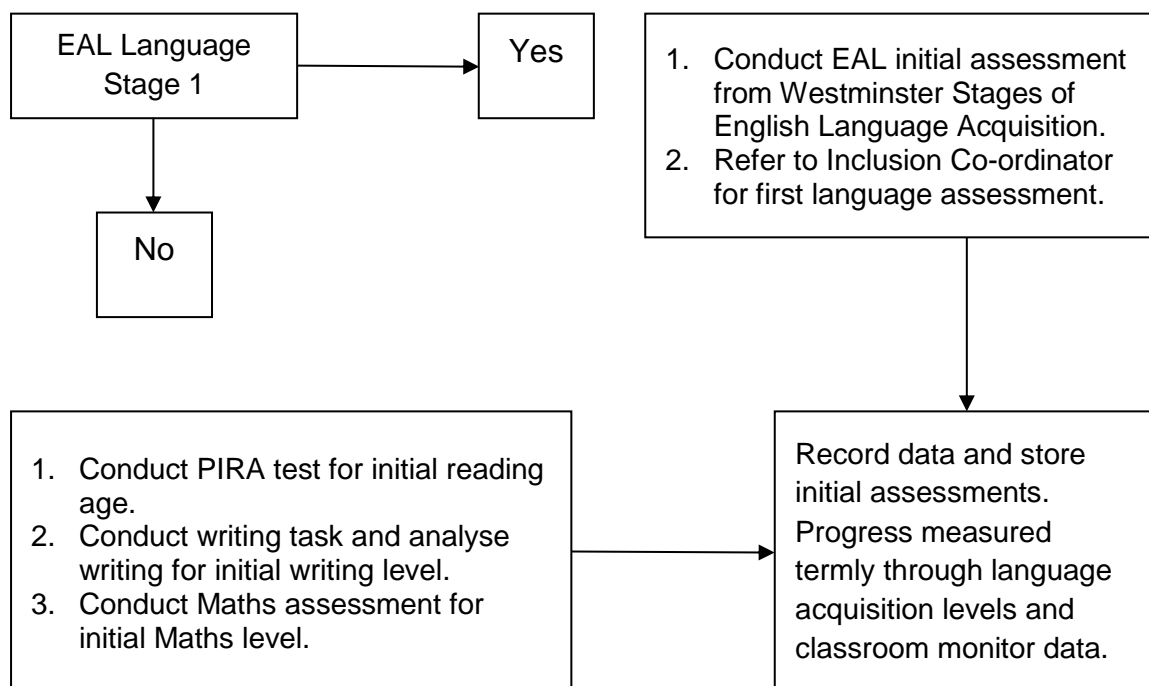 EAL Language
Stage 1
Yes
No
1. Conduct EAL initial assessment
from Westminster Stages of
English Language Acquisition.
2. Refer to Inclusion Co-ordinator
for first language assessment.
1. Conduct PIRA test for initial reading
age.
2. Conduct writing task and analyse
writing for initial writing level.
3. Conduct Maths assessment for
initial Maths level.
Record data and store
initial assessments.
Progress measured
termly through language
acquisition levels and
classroom monitor data.